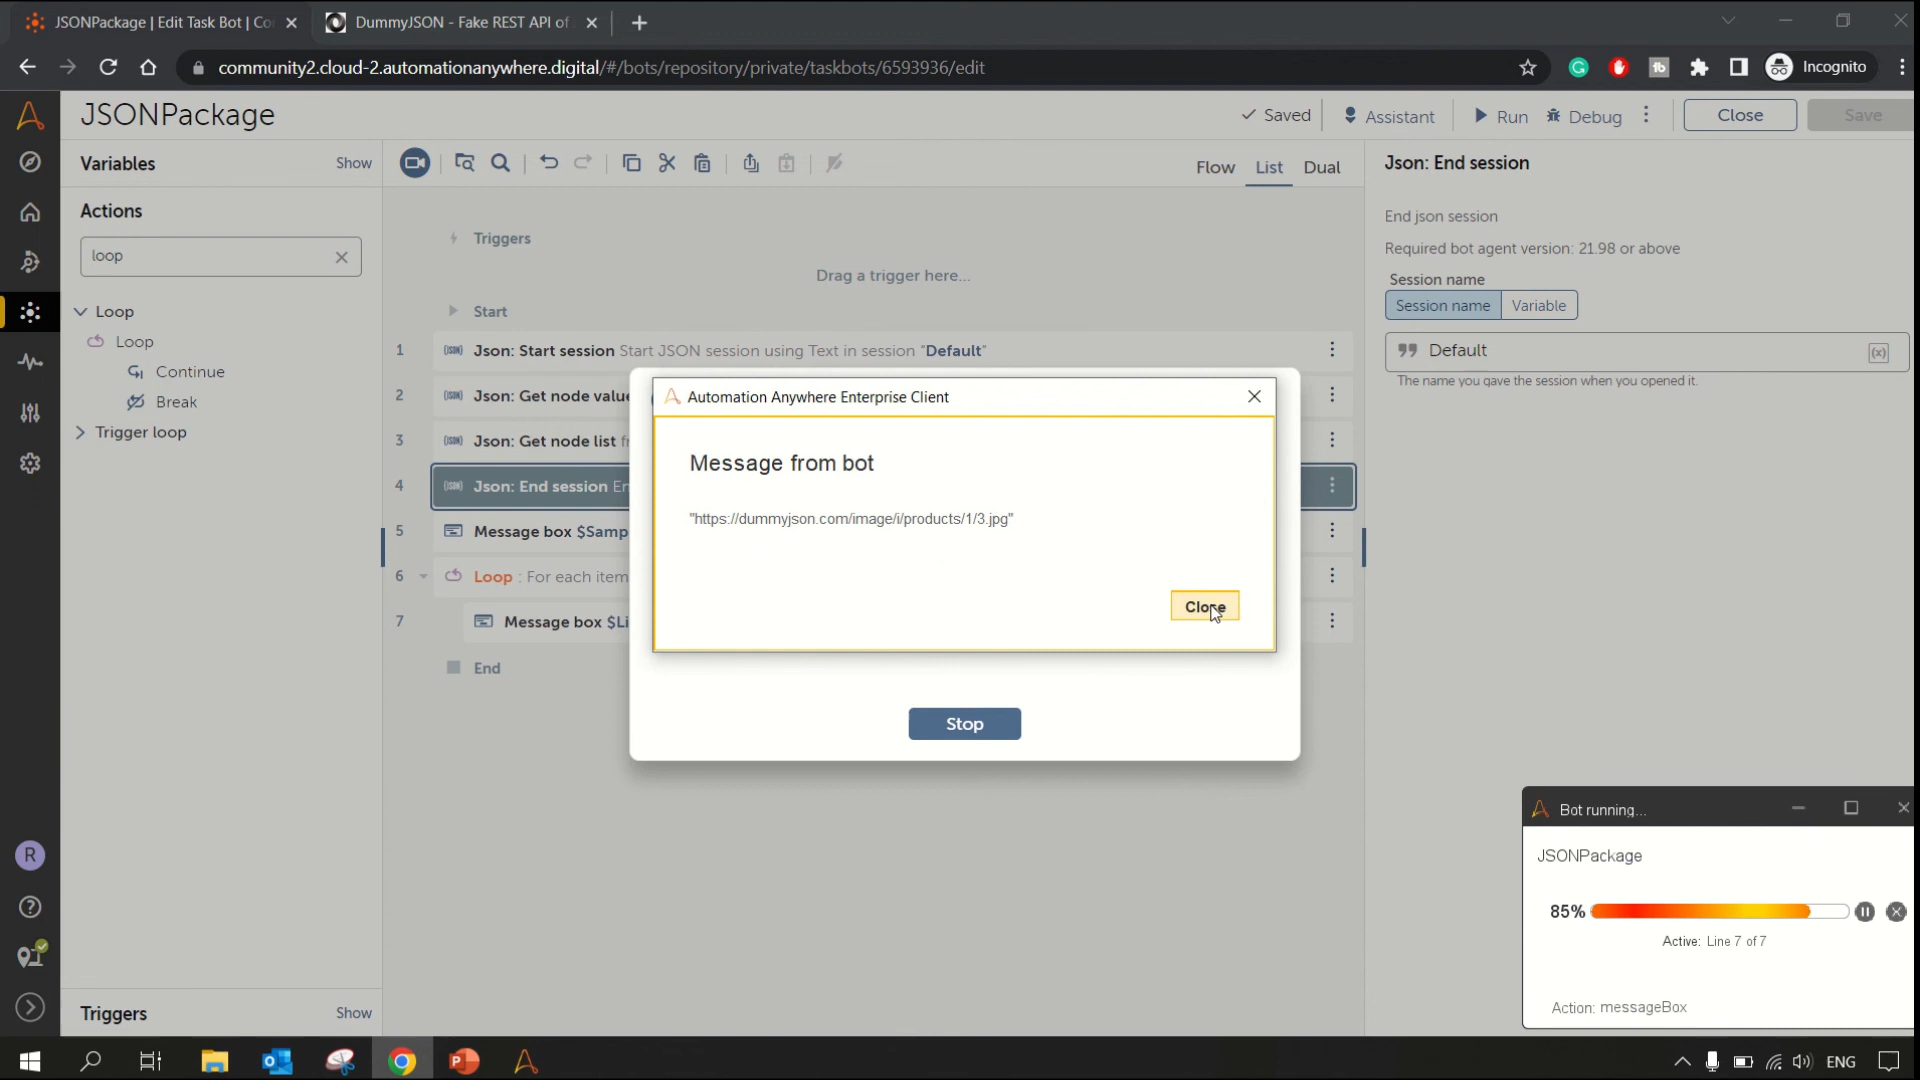 JSONPackage | Edit Task Bot | Co
DummyJSON - Fake REST API of
community2.cloud-2.automationanywhere.digital/#/bots/repository/private/taskbots/6593936/edit
Incognito
JSONPackage
Saved
Assistant
Run
Debug
Close
Save
Variables
Show
Flow
List
Dual
Json: End session
Actions
loop
Loop
Loop
Continue
Break
Trigger loop
Triggers
Drag a trigger here...
Start
1 Json: Start session Start JSON session using Text in session "Default"
2 Json: Get node value
3 Json: Get node list
4 Json: End session
5 Message box $Samp
6 Loop : For each item
7 Message box $Li
End
End json session
Required bot agent version: 21.98 or above
Session name
Session name
Variable
Default
The name you gave the session when you opened it.
Automation Anywhere Enterprise Client
Message from bot
"https://dummyjson.com/image/i/products/1/3.jpg"
Close
Stop
Bot running...
JSONPackage
85%
Active: Line 7 of 7
Action: messageBox
R
Triggers
Show
ENG